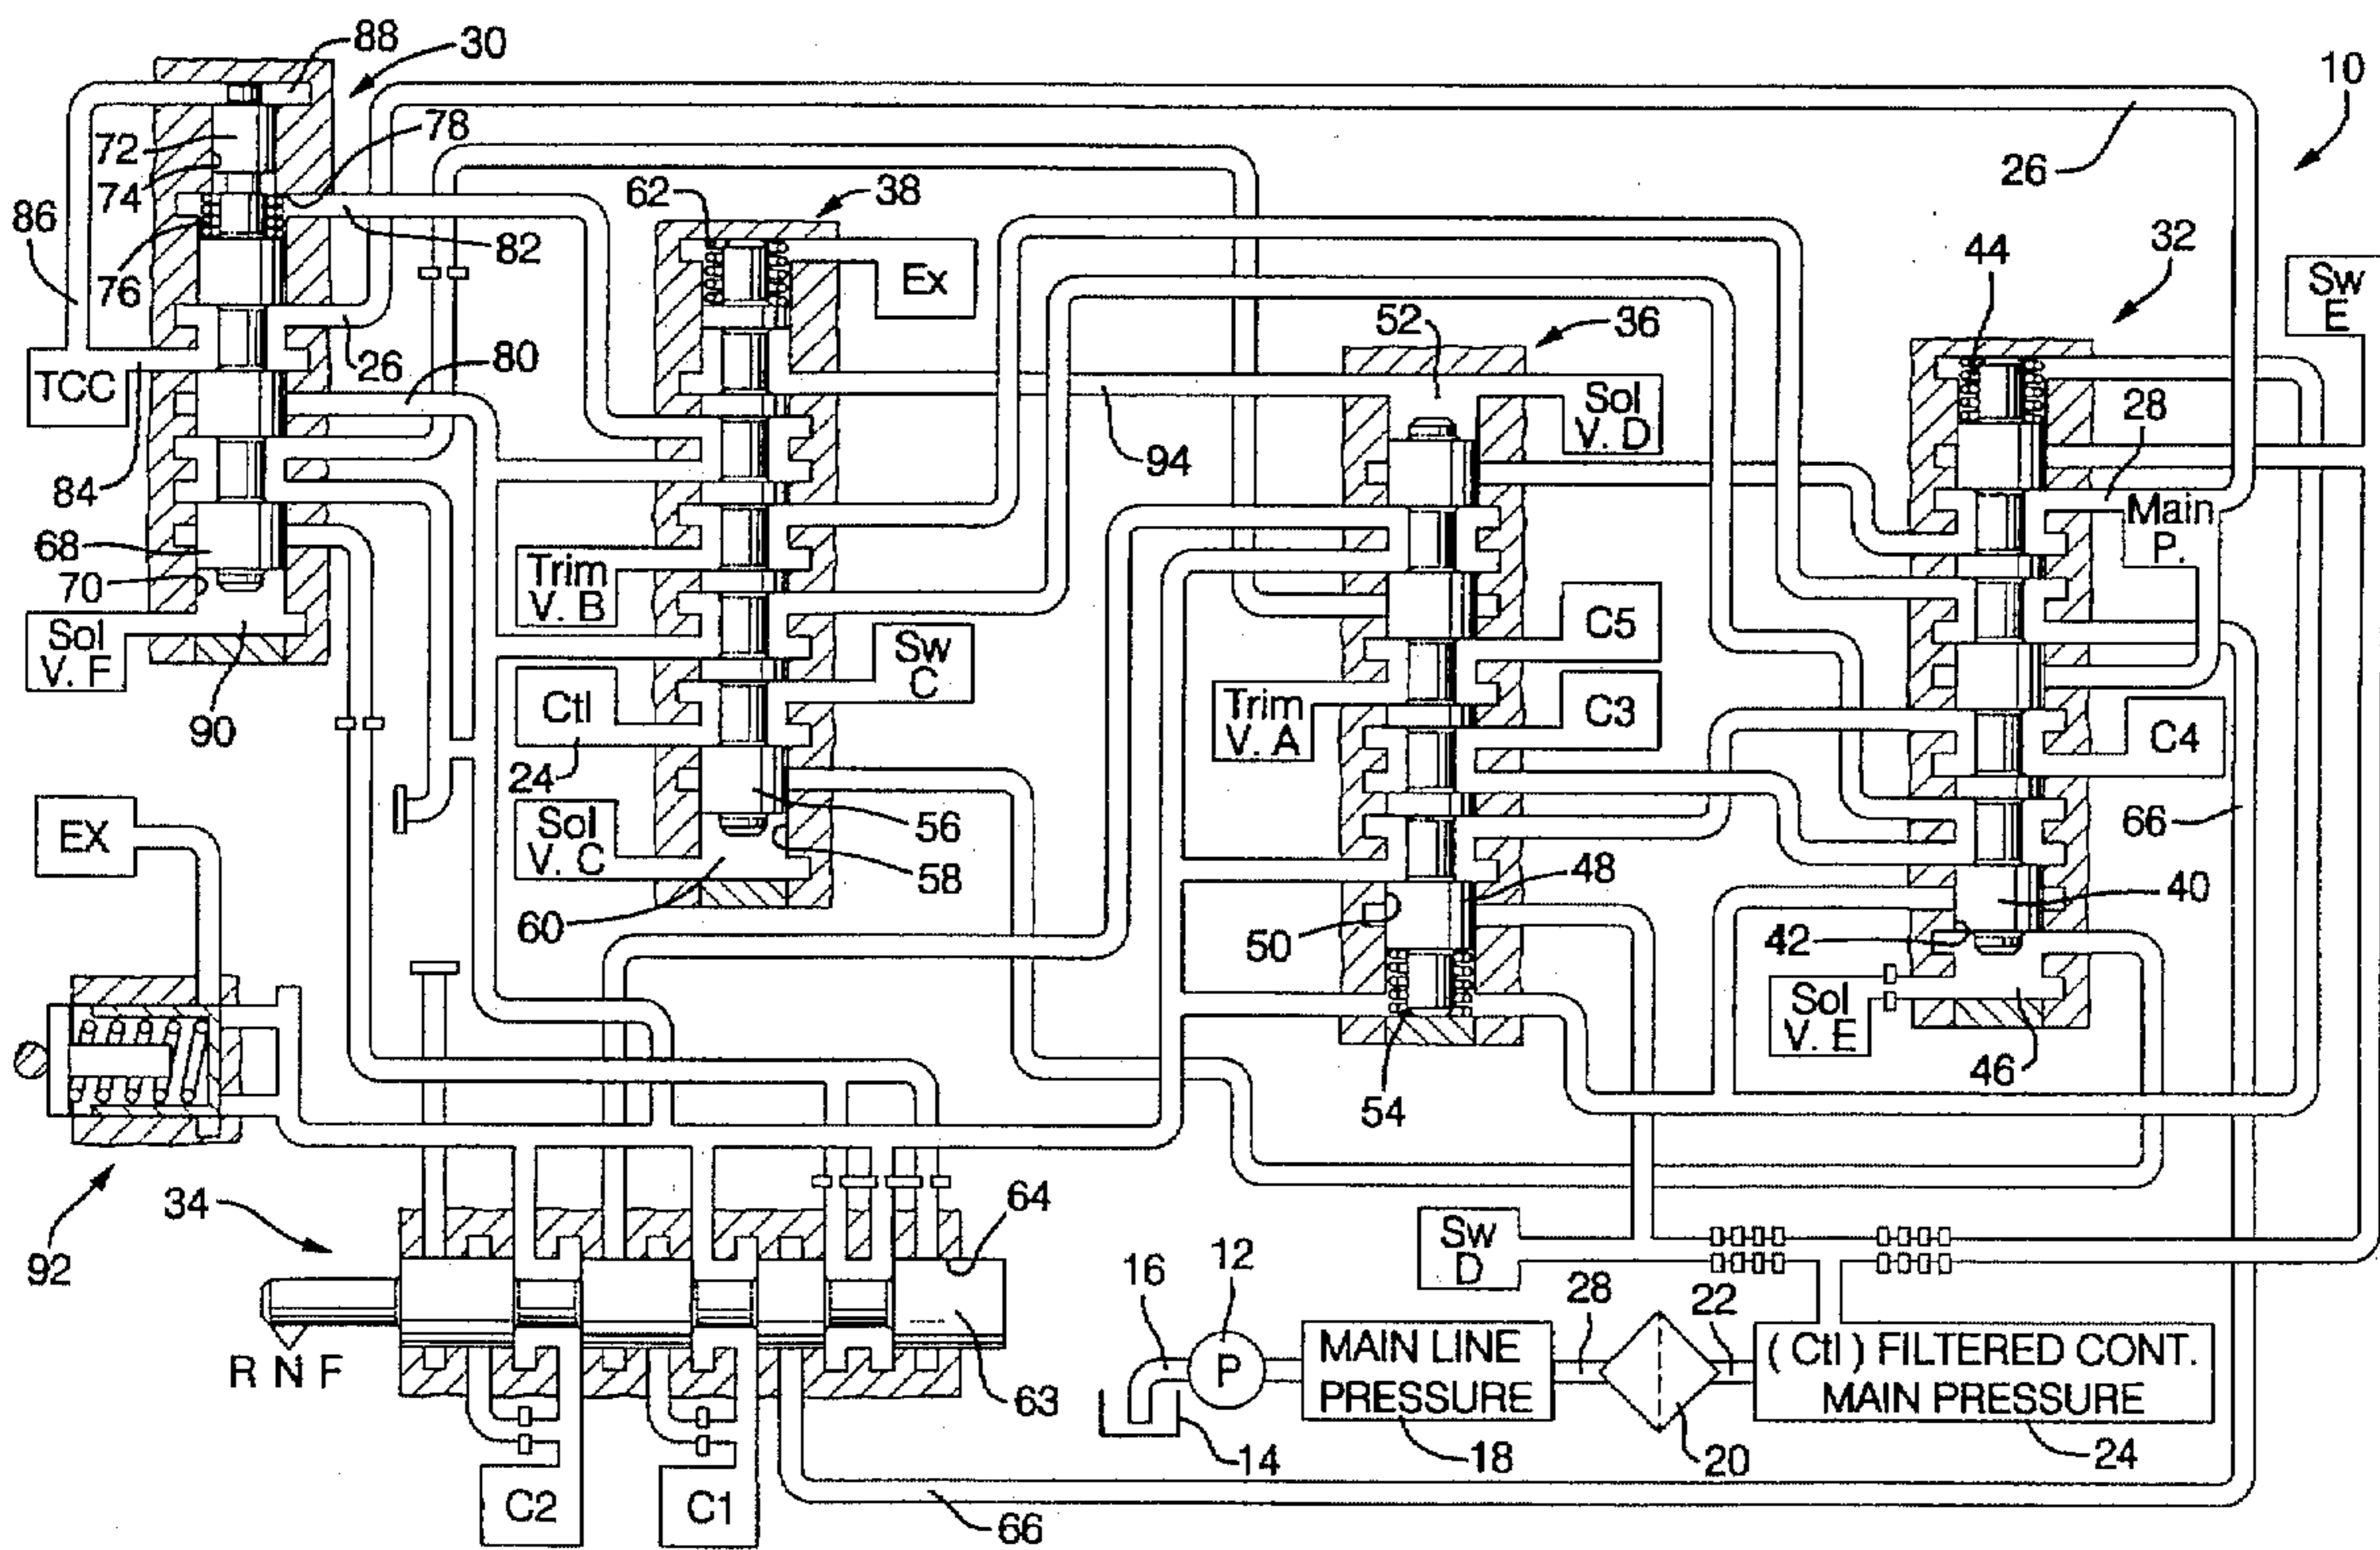 88
30
10
72
78
26
74
62
38
86
82
44
32
76
Ex
Sw
E
52
36
26
80
TCC
Sol
V. D
28
84
94
Main
P.
68
Trim
V. B
70
C5
Sol
V. F
Sw
C
90
Ctl
Trim
V. A
C3
C4
24
EX
Sol
V. C
56
58
48
66
40
60
50
42
Sol
V. E
46
54
34
64
92
Sw
D
12
16
28
22
P
MAIN LINE
PRESSURE
(Ctl) FILTERED CONT.
MAIN PRESSURE
R N F
63
14
18
20
24
C2
C1
66